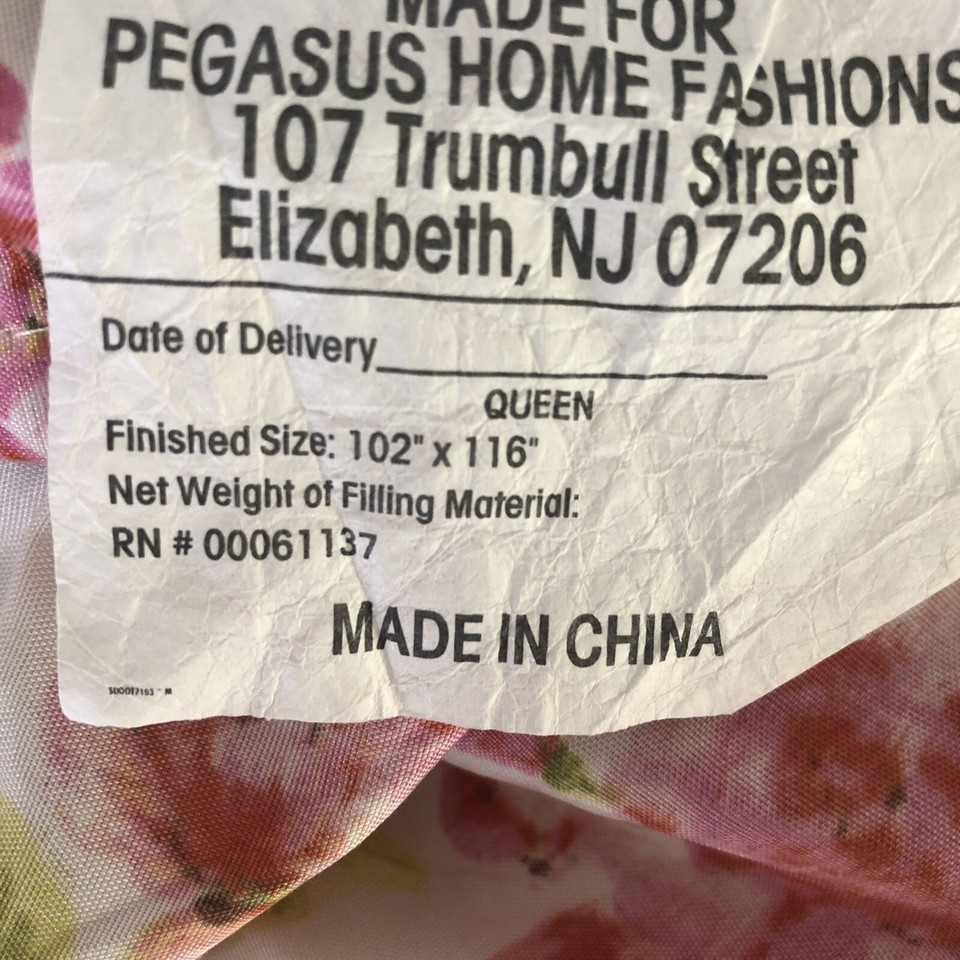 MADE FOR
PEGASUS HOME FASHIONS
107 Trumbull Street
Elizabeth, NJ 07206
Date of Delivery
QUEEN
Finished Size: 102" x 116"
Net Weight of Filling Material:
RN # 00061137
MADE IN CHINA